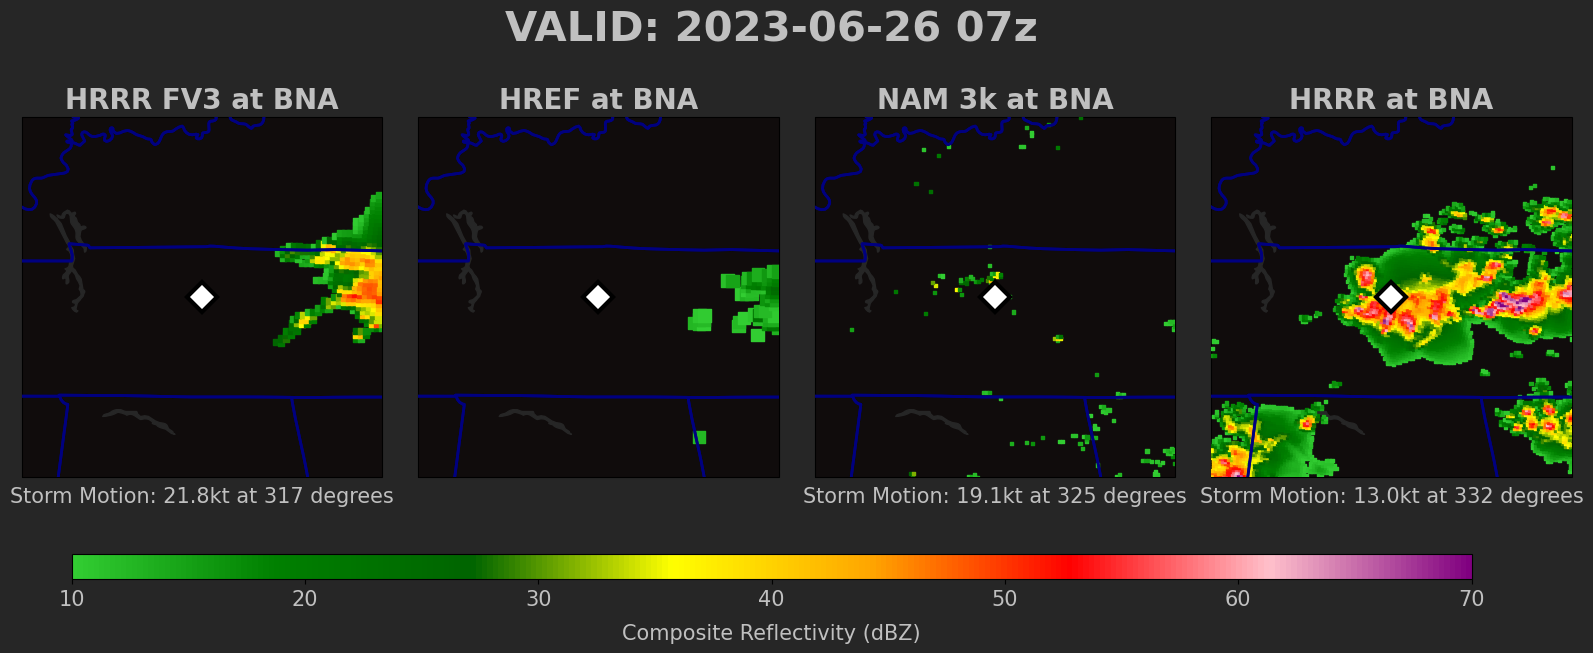 VALID: 2023-06-26 07z
HRRR FV3 at BNA
HREF at BNA
NAM 3k at BNA
HRRR at BNA
Storm Motion: 21.8kt at 317 degrees
Storm Motion: 19.1kt at 325 degrees
Storm Motion: 13.0kt at 332 degrees
10 20 30 40 50 60 70
Composite Reflectivity (dBZ)